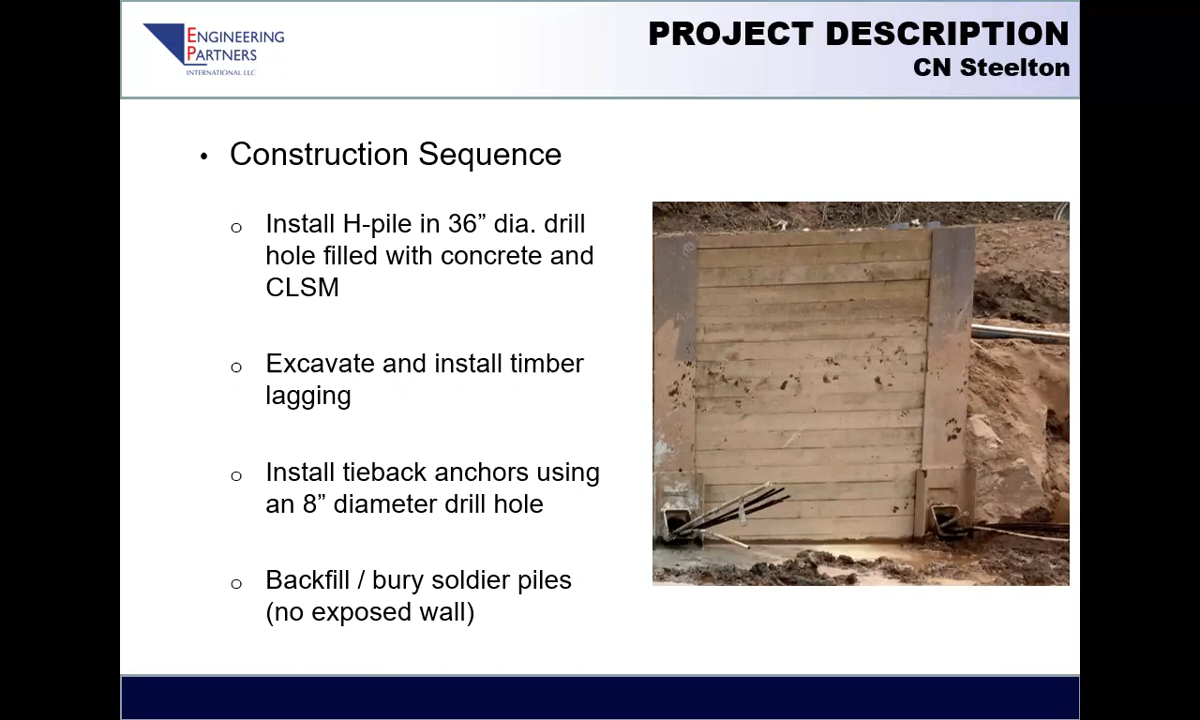 ENGINEERING
PARTNERS
INTERNATIONAL LLC
PROJECT DESCRIPTION
CN Steelton
• Construction Sequence
o Install H-pile in 36” dia. drill
hole filled with concrete and
CLSM
o Excavate and install timber
lagging
o Install tieback anchors using
an 8” diameter drill hole
o Backfill / bury soldier piles
(no exposed wall)